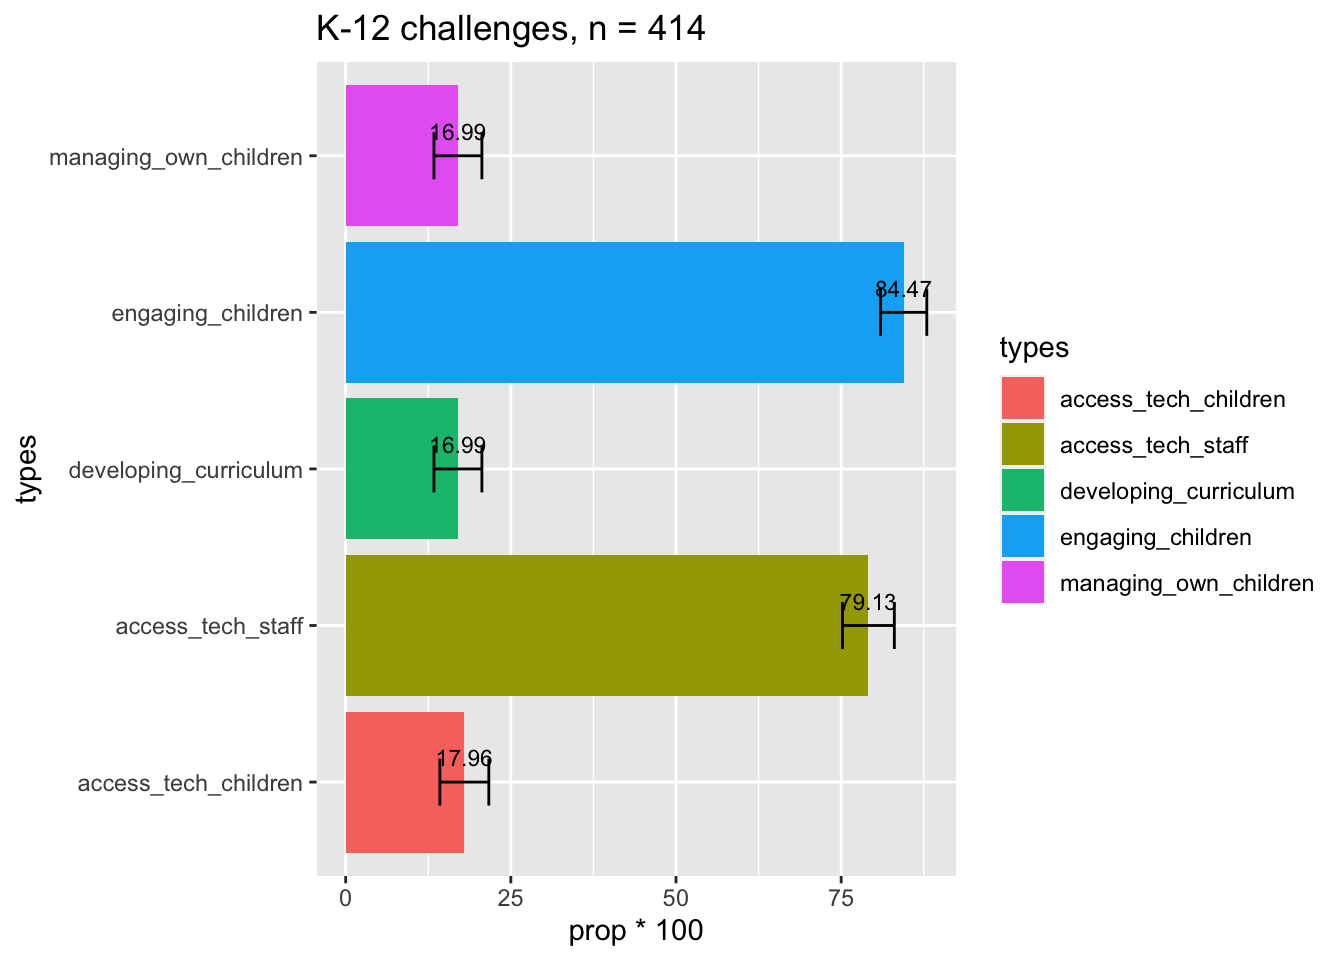 K-12 challenges, n = 414
types
managing_own_children
engaging_children
developing_curriculum
access_tech_staff
access_tech_children
16.99
84.47
16.99
79.13
17.96
0 25 50 75
prop * 100
types
access_tech_children
access_tech_staff
developing_curriculum
engaging_children
managing_own_children